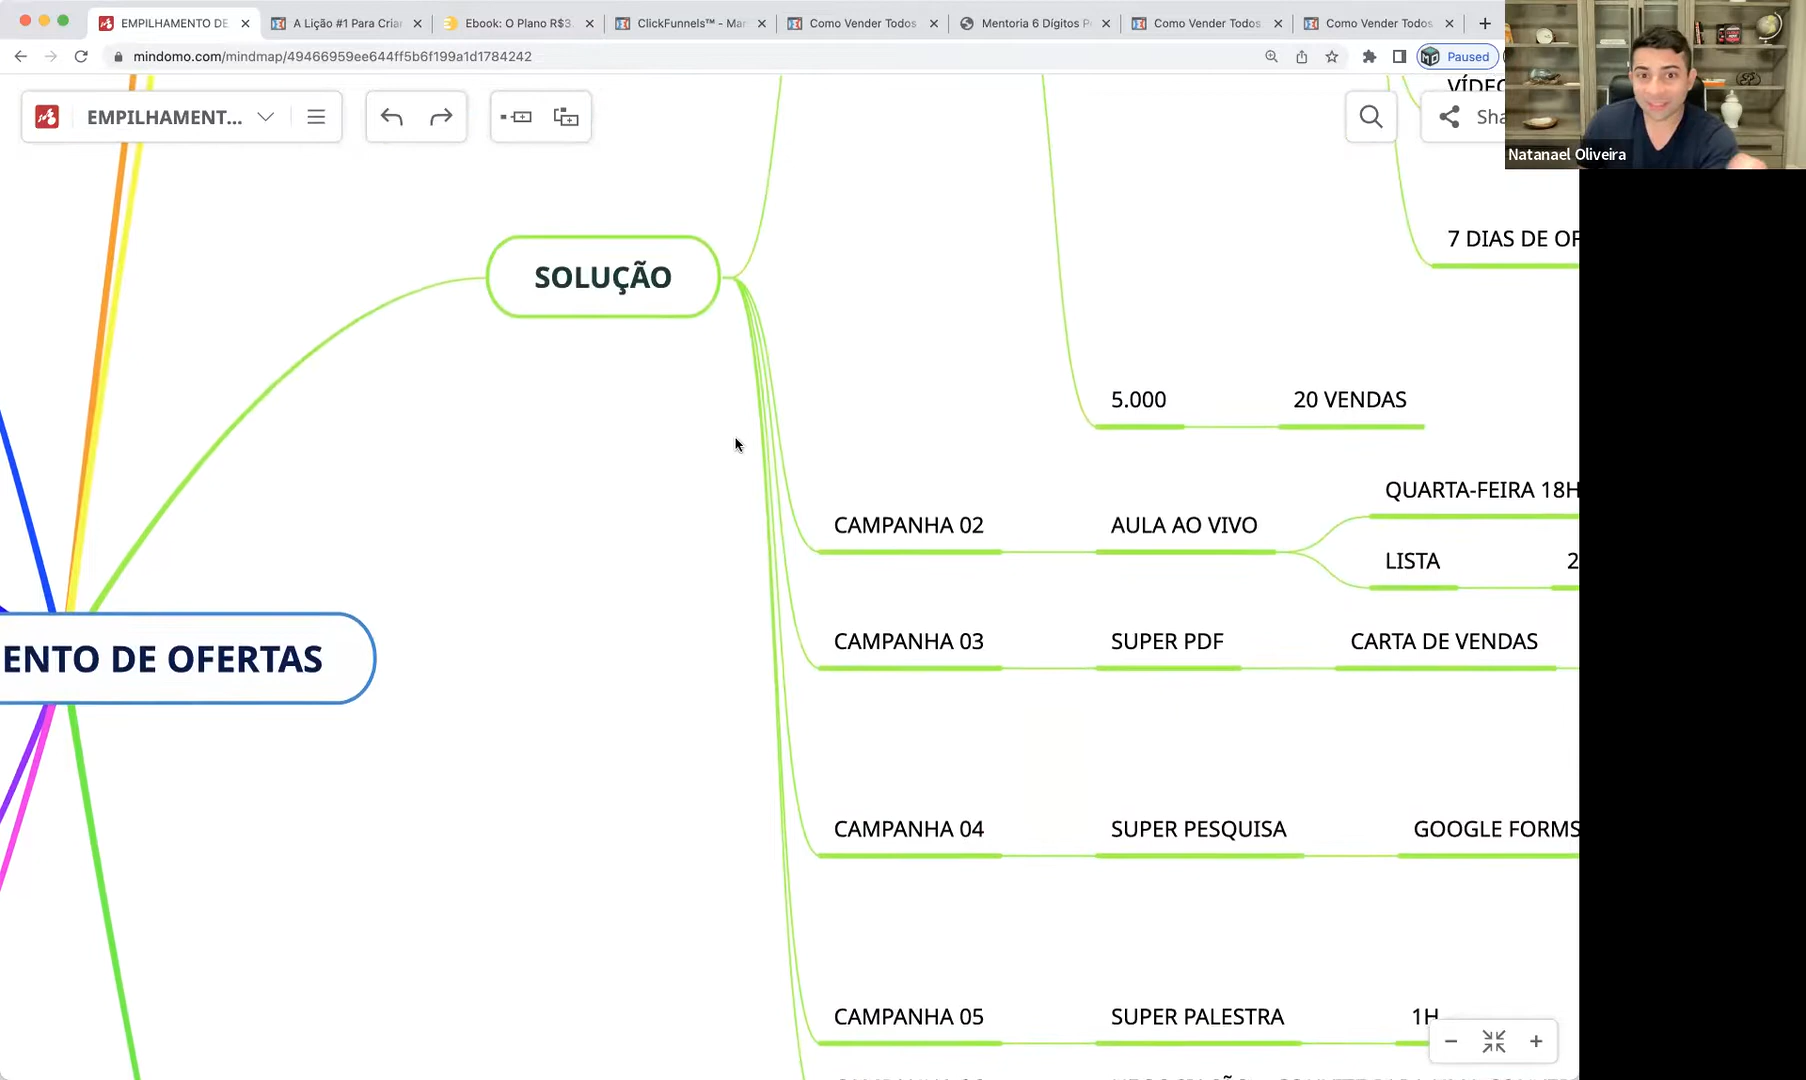 EMPILHAMENTO DE
A Lição #1 Para Criar
Ebook: O Plano R$3
ClickFunnels™ - Mar
Como Vender Todos
Mentoria 6 Dígitos P
Como Vender Todos
Como Vender Todos
mindomo.com/mindmap/49466959ee644ff5b6f199a1d1784242
Paused
EMPILHAMENT...
VÍDEO
Sha
Natanael Oliveira
7 DIAS DE OF
SOLUÇÃO
5.000
20 VENDAS
QUARTA-FEIRA 18H
CAMPANHA 02
AULA AO VIVO
LISTA
2
CAMPANHA 03
SUPER PDF
CARTA DE VENDAS
ENTO DE OFERTAS
CAMPANHA 04
SUPER PESQUISA
GOOGLE FORMS
CAMPANHA 05
SUPER PALESTRA
1H